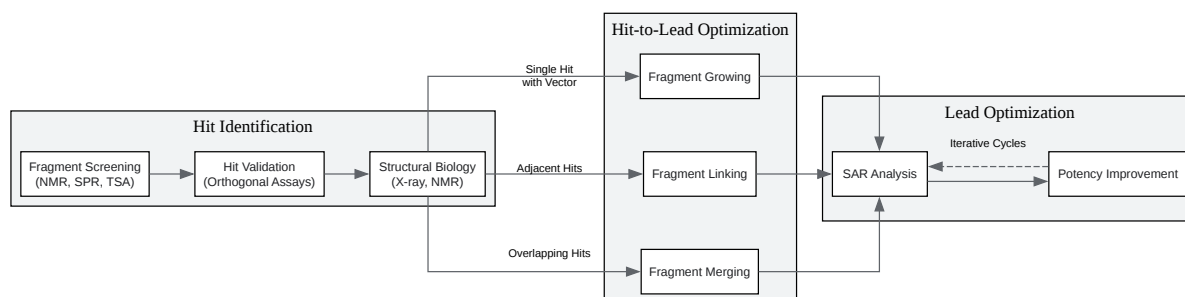 Hit Identification
Fragment Screening
(NMR, SPR, TSA)
Hit Validation
(Orthogonal Assays)
Structural Biology
(X-ray, NMR)
Single Hit
with Vector
Adjacent Hits
Overlapping Hits
Hit-to-Lead Optimization
Fragment Growing
Fragment Linking
Fragment Merging
Lead Optimization
Iterative Cycles
SAR Analysis
Potency Improvement